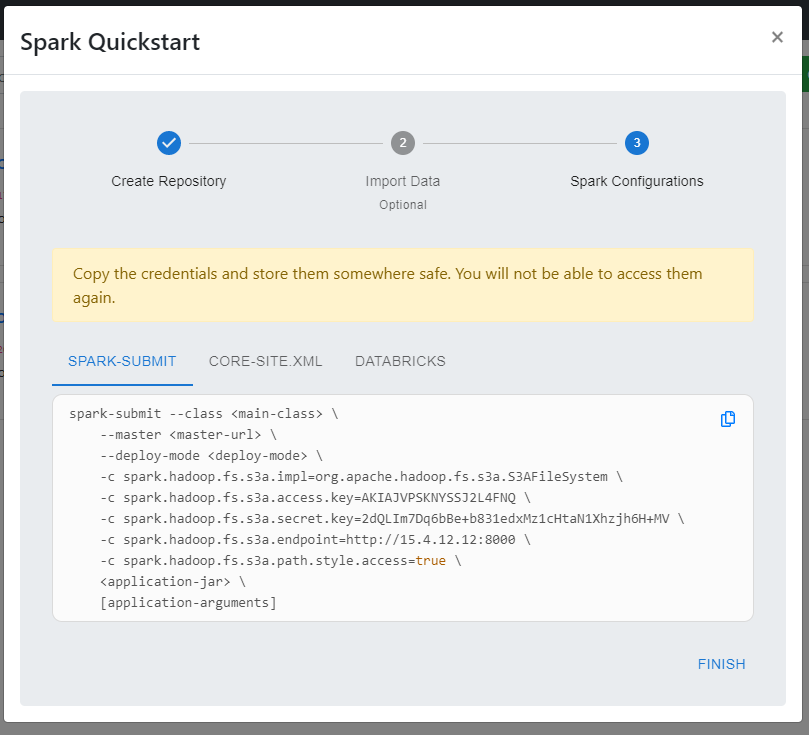 Spark Quickstart
×
2
3
Create Repository
Import Data
Spark Configurations
Optional
Copy the credentials and store them somewhere safe. You will not be able to access them
again.
SPARK-SUBMIT
CORE-SITE.XML
DATABRICKS
spark-submit --class <main-class> \
--master <master-url> \
--deploy-mode <deploy-mode> \
-c spark.hadoop.fs.s3a.impl=org.apache.hadoop.fs.s3a.S3AFileSystem \
-c spark.hadoop.fs.s3a.access.key=AKIAJVPSKNYSSJ2L4FNQ \
-c spark.hadoop.fs.s3a.secret.key=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 \
-c spark.hadoop.fs.s3a.endpoint=http://15.4.12.12:8000 \
-c spark.hadoop.fs.s3a.path.style.access=true \
<application-jar> \
[application-arguments]
FINISH